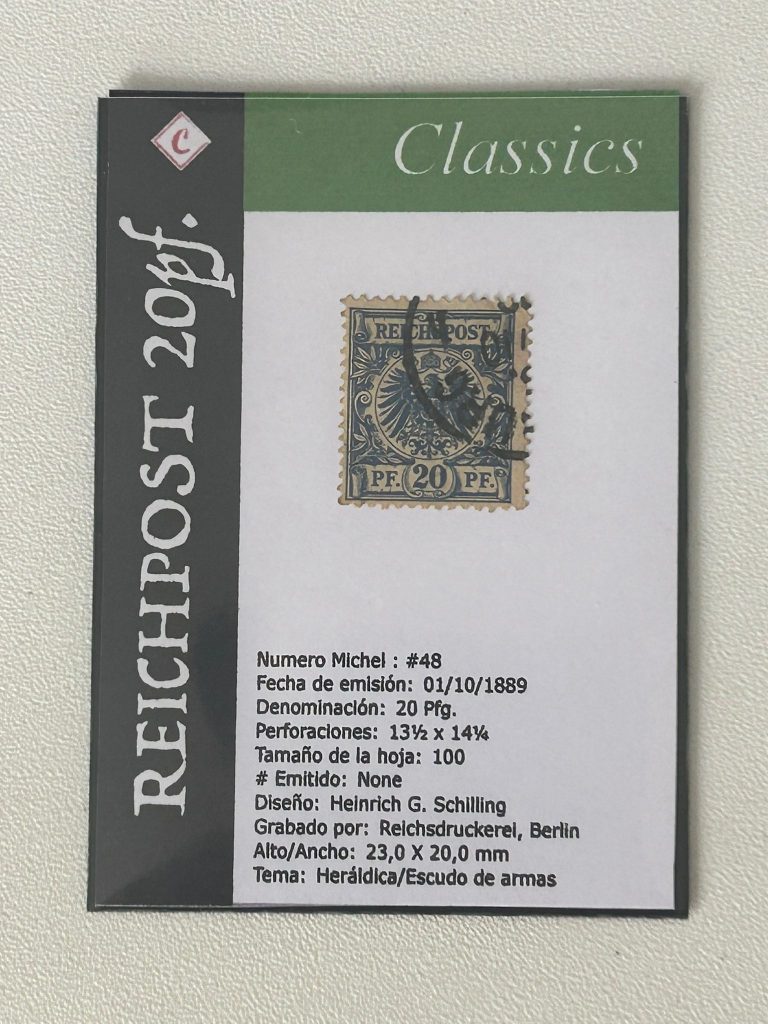 C
Classics
REICHPOST 20pf.
REICHSPOST
PF. 20 PF.
Numero Michel : #48
Fecha de emisión: 01/10/1889
Denominación: 20 Pfg.
Perforaciones: 13½ x 14¼
Tamaño de la hoja: 100
# Emitido: None
Diseño: Heinrich G. Schilling
Grabado por: Reichsdruckerei, Berlin
Alto/Ancho: 23,0 X 20,0 mm
Tema: Heráldica/Escudo de armas